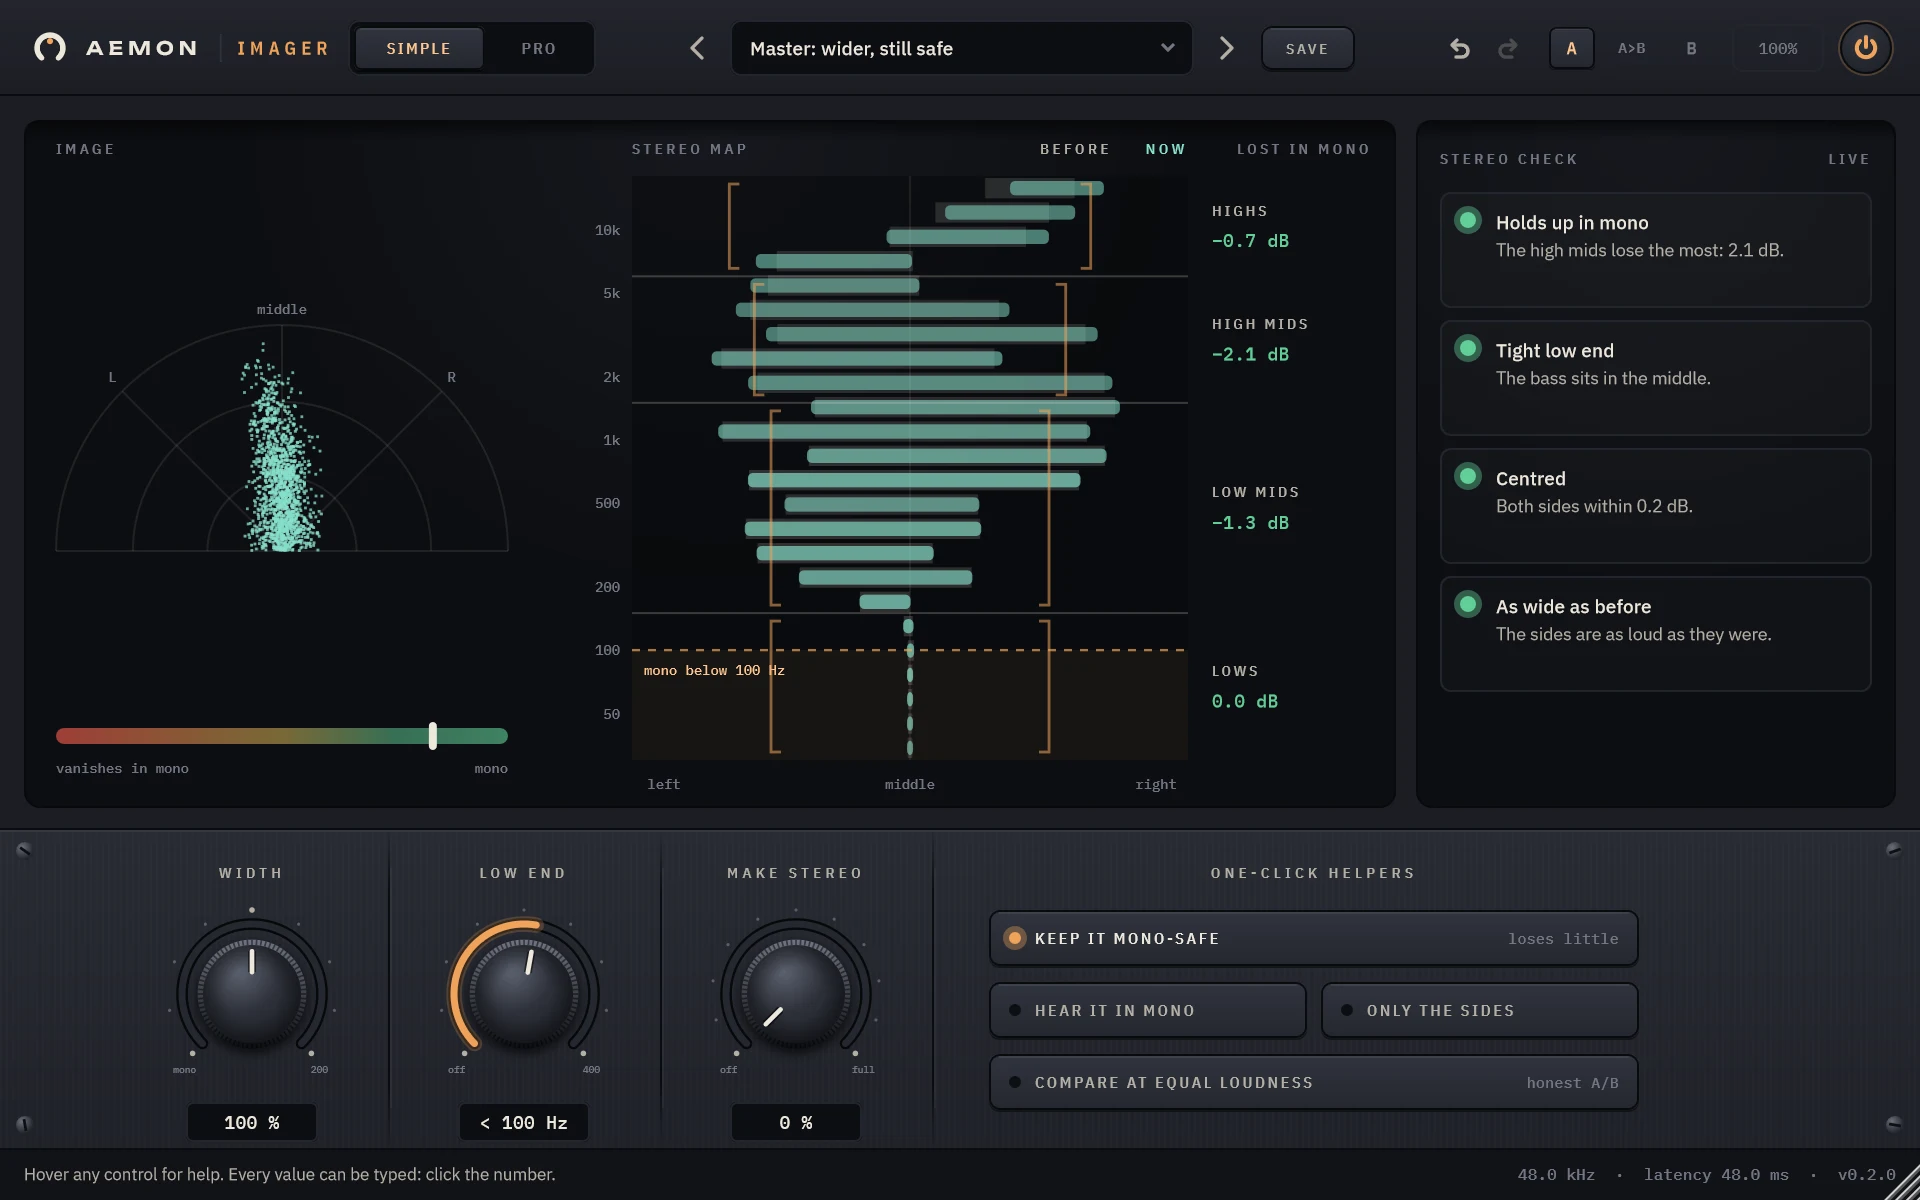 AEMON | IMAGER
SIMPLE
PRO
Master: wider, still safe
SAVE
A
A>B
B
100%
IMAGE
middle
L
R
vanishes in mono
mono
STEREO MAP
BEFORE
NOW
LOST IN MONO
10k
5k
2k
1k
500
200
100
50
mono below 100 Hz
left
middle
right
HIGHS
−0.7 dB
HIGH MIDS
−2.1 dB
LOW MIDS
−1.3 dB
LOWS
0.0 dB
STEREO CHECK
LIVE
Holds up in mono
The high mids lose the most: 2.1 dB.
Tight low end
The bass sits in the middle.
Centred
Both sides within 0.2 dB.
As wide as before
The sides are as loud as they were.
WIDTH
mono
200
100 %
LOW END
off
400
< 100 Hz
MAKE STEREO
off
full
0 %
ONE-CLICK HELPERS
KEEP IT MONO-SAFE
loses little
HEAR IT IN MONO
ONLY THE SIDES
COMPARE AT EQUAL LOUDNESS
honest A/B
Hover any control for help. Every value can be typed: click the number.
48.0 kHz · latency 48.0 ms · v0.2.0